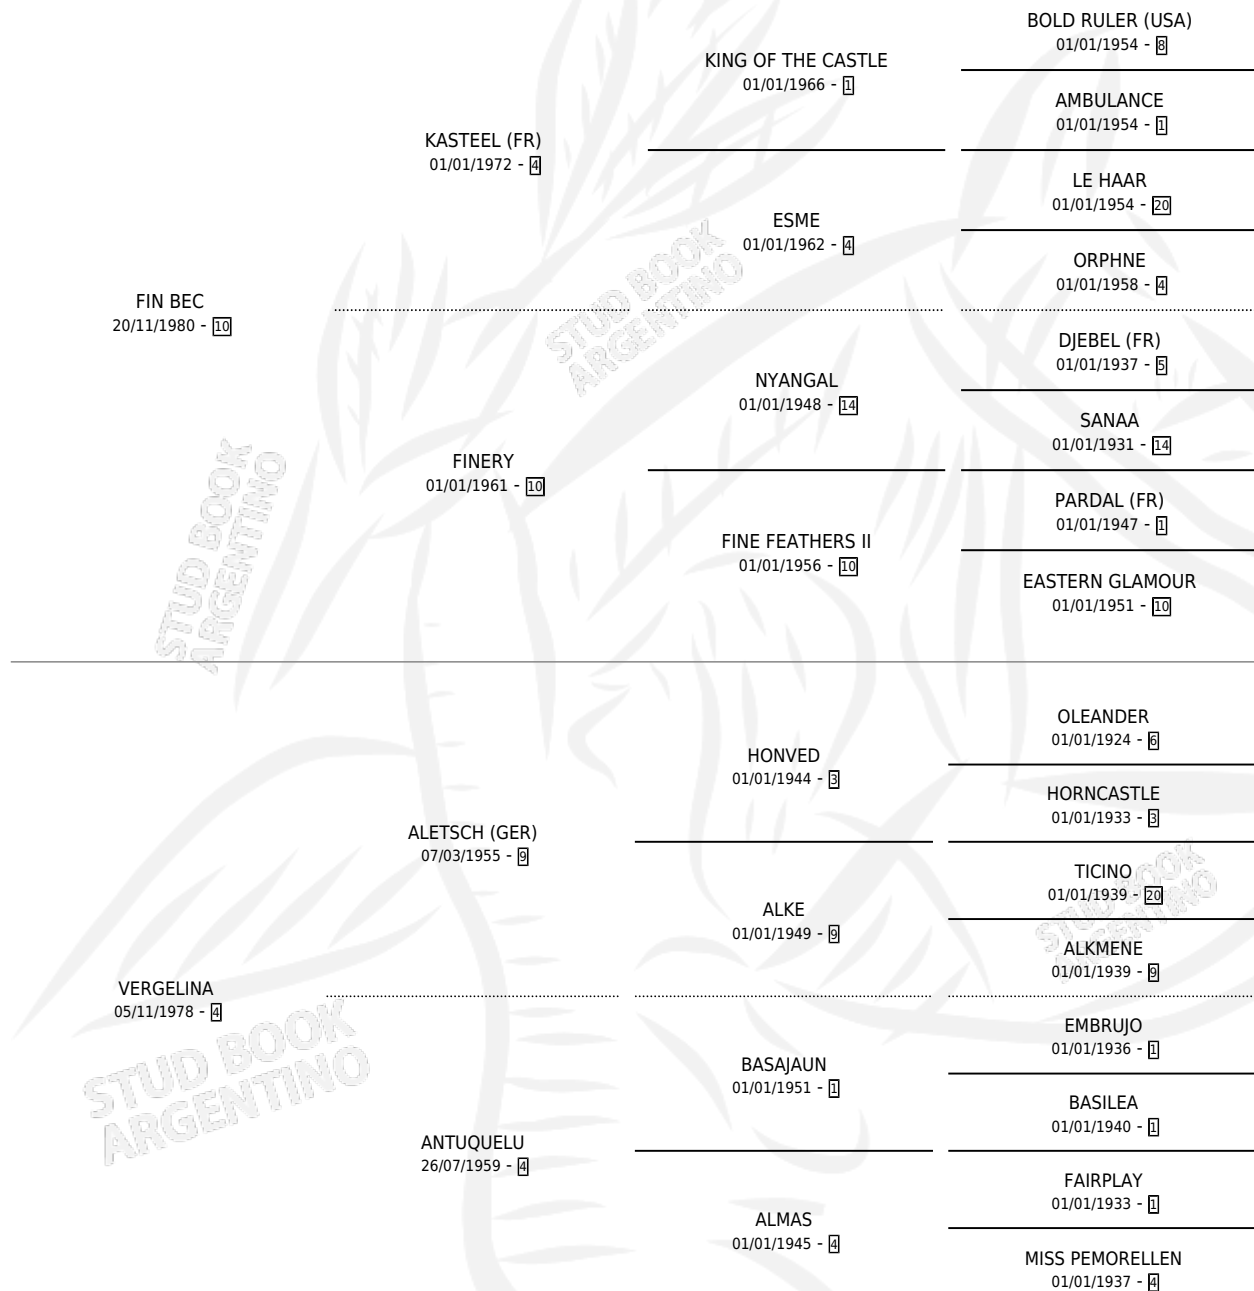 BOLD RULER (USA)
01/01/1954 - 8
KING OF THE CASTLE
01/01/1966 - 1
AMBULANCE
01/01/1954 - 1
KASTEEL (FR)
01/01/1972 - 4
LE HAAR
01/01/1954 - 20
ESME
01/01/1962 - 4
ORPHNE
01/01/1958 - 4
FIN BEC
20/11/1980 - 10
DJEBEL (FR)
01/01/1937 - 5
NYANGAL
01/01/1948 - 14
SANAA
01/01/1931 - 14
FINERY
01/01/1961 - 10
PARDAL (FR)
01/01/1947 - 1
FINE FEATHERS II
01/01/1956 - 10
EASTERN GLAMOUR
01/01/1951 - 10
STUD BOOK
ARGENTINO
STUD BOOK
ARGENTINO
OLEANDER
01/01/1924 - 6
HONVED
01/01/1944 - 3
HORNCASTLE
01/01/1933 - 3
ALETSCH (GER)
07/03/1955 - 9
TICINO
01/01/1939 - 20
ALKE
01/01/1949 - 9
ALKMENE
01/01/1939 - 9
VERGELINA
05/11/1978 - 4
EMBRUJO
01/01/1936 - 1
BASAJAUN
01/01/1951 - 1
BASILEA
01/01/1940 - 1
ANTUQUELU
26/07/1959 - 4
FAIRPLAY
01/01/1933 - 1
ALMAS
01/01/1945 - 4
MISS PEMORELLEN
01/01/1937 - 4
STUD BOOK
ARGENTINO
STUD BOOK
ARGENTINO